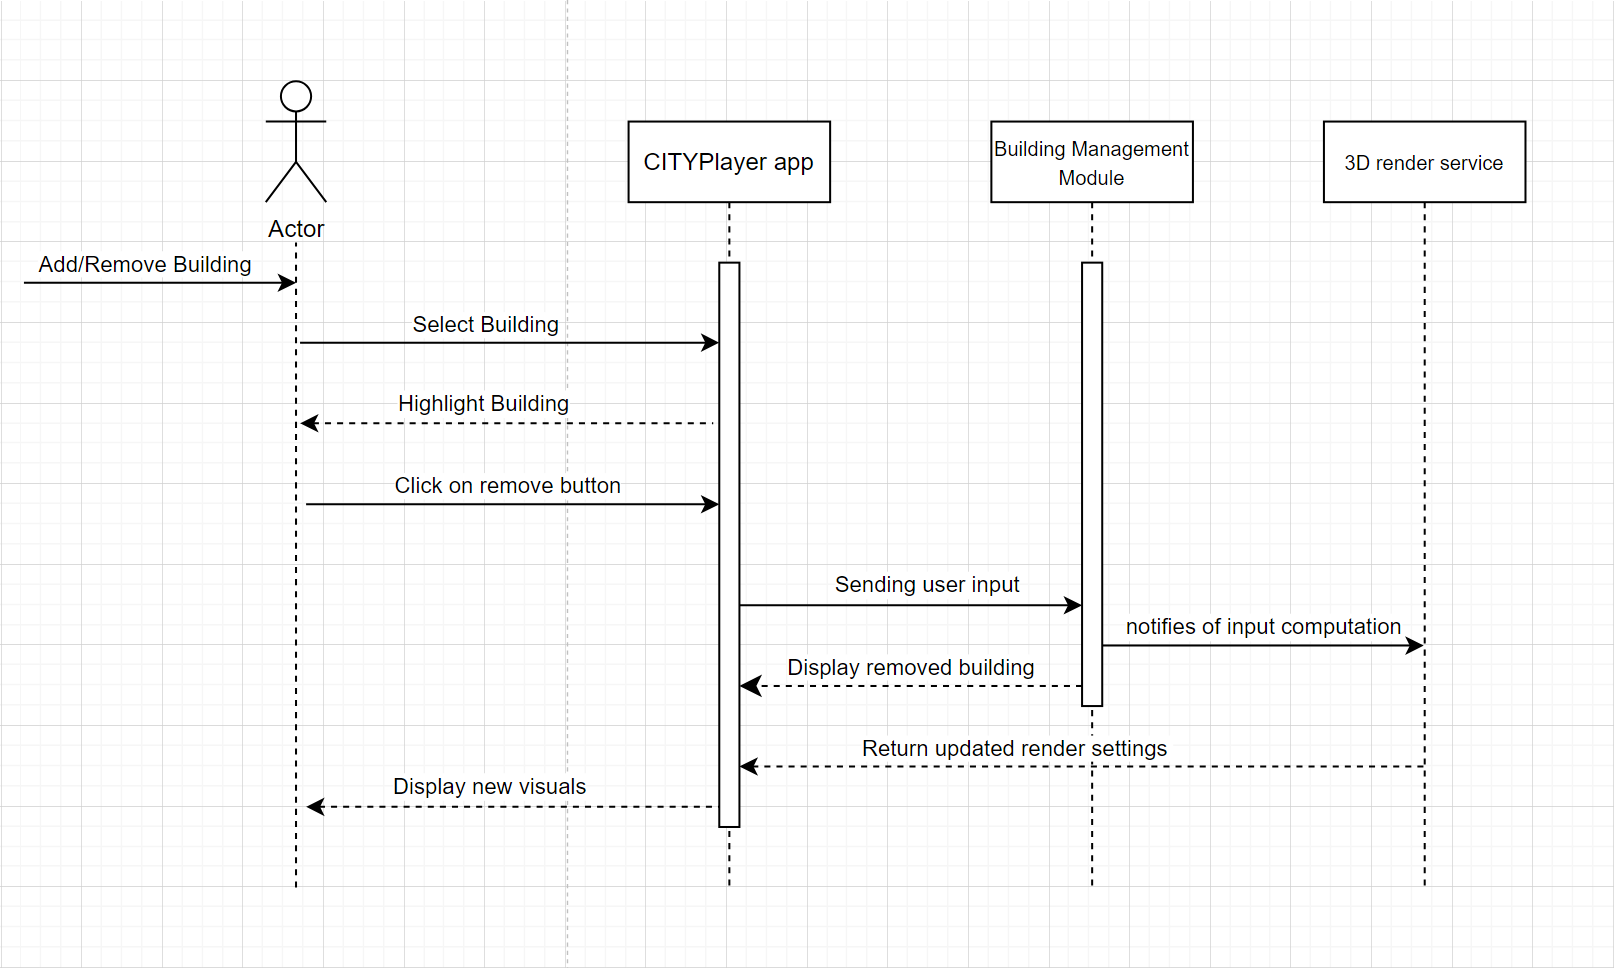 Actor
CITYPlayer app
Building Management
Module
3D render service
Add/Remove Building
Select Building
Highlight Building
Click on remove button
Sending user input
notifies of input computation
Display removed building
Return updated render settings
Display new visuals